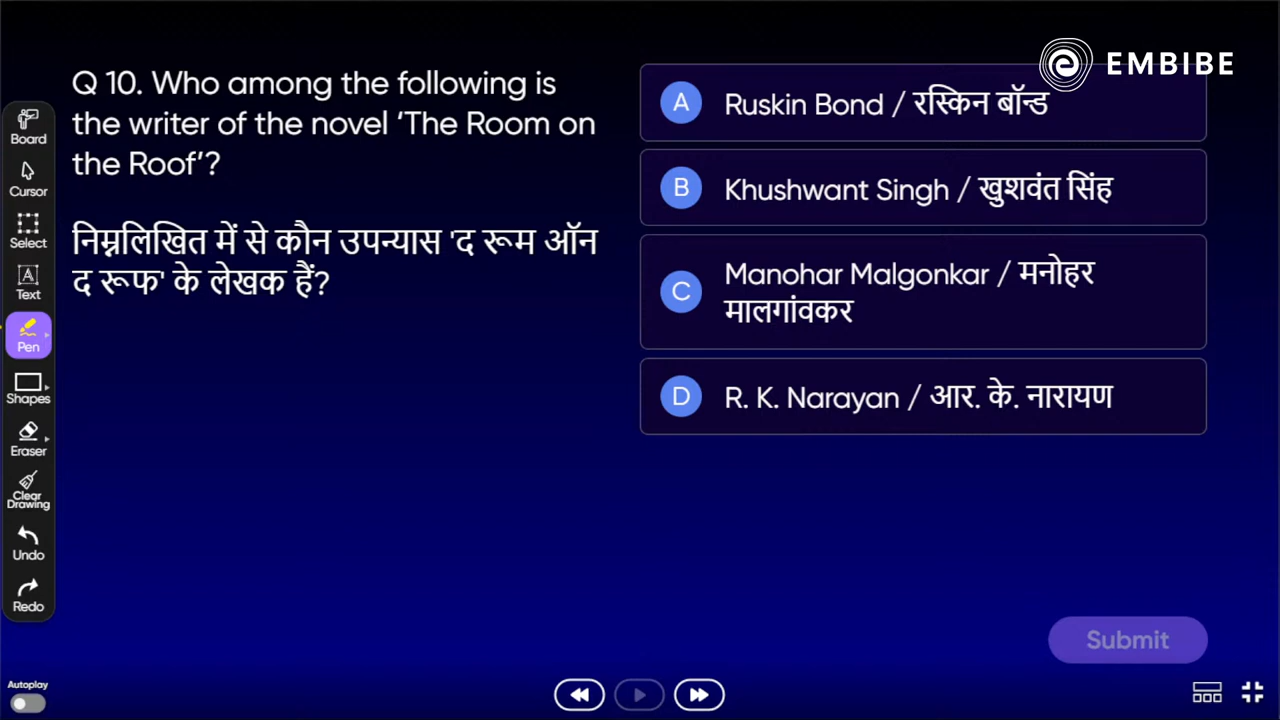 EMBIBE
Q 10. Who among the following is
the writer of the novel ‘The Room on
the Roof’?
निम्नलिखित में से कौन उपन्यास 'द रूम ऑन
द रूफ' के लेखक हैं?
A Ruskin Bond / रस्किन बॉन्ड
B Khushwant Singh / खुशवंत सिंह
C Manohar Malgonkar / मनोहर
मालगांवकर
D R. K. Narayan / आर. के. नारायण
Board
Cursor
Select
A
Text
Pen
Shapes
Eraser
Clear
Drawing
Undo
Redo
Submit
Autoplay